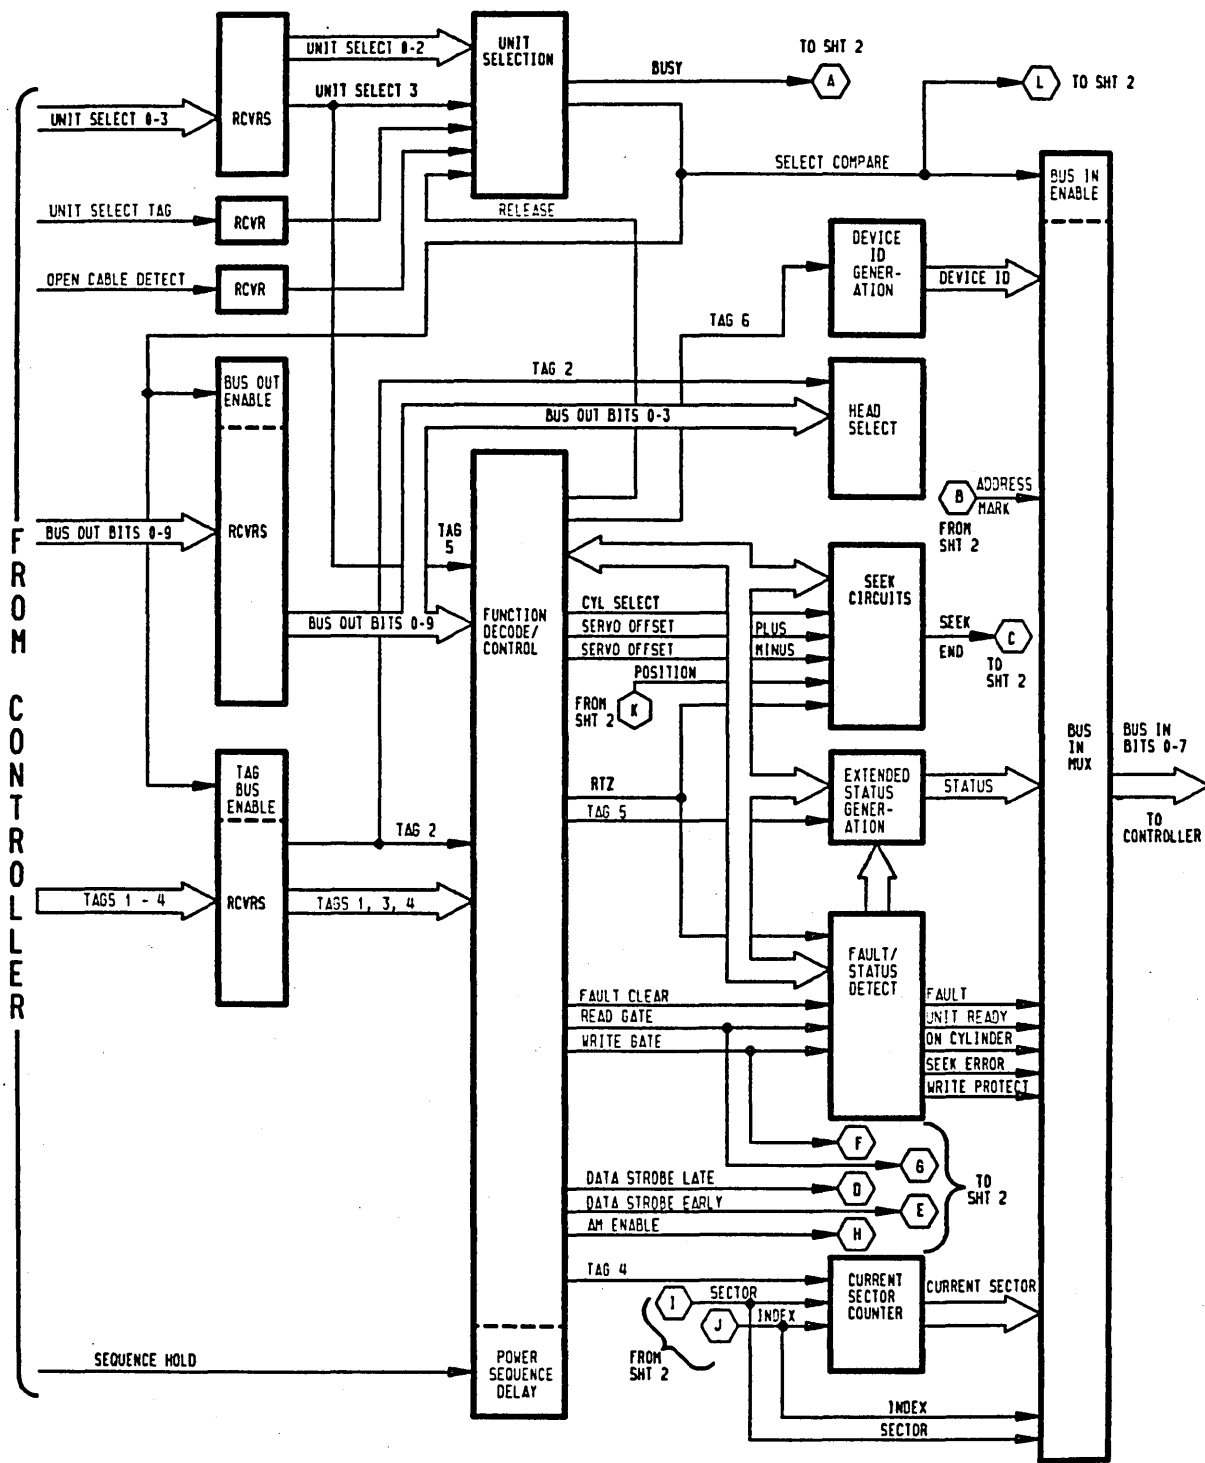 UNIT SELECT 0-2
UNIT
SELECTION
TO SHT 2
BUSY
A
L
TO SHT 2
UNIT SELECT 3
UNIT SELECT 0-3
RCVRS
SELECT COMPARE
BUS IN
ENABLE
UNIT SELECT TAG
RCVR
RELEASE
DEVICE
ID
GENER-
ATION
DEVICE ID
OPEN CABLE DETECT
RCVR
TAG 6
BUS OUT
ENABLE
TAG 2
BUS OUT BITS 0-3
HEAD
SELECT
B
ADDRESS
MARK
FROM
SHT 2
FROM CONTROLLER
BUS OUT BITS 0-9
RCVRS
TAG
5
SEEK
CIRCUITS
BUS OUT BITS 0-9
FUNCTION
DECODE/
CONTROL
CYL SELECT
SERVO OFFSET
PLUS
SERVO OFFSET
MINUS
SEEK
END
C
TO
SHT 2
POSITION
FROM
SHT 2
K
TAG
BUS
ENABLE
RTZ
TAG 5
EXTENDED
STATUS
GENER-
ATION
STATUS
BUS
IN
MUX
BUS IN
BITS 0-7
TO
CONTROLLER
TAG 2
TAGS 1 - 4
RCVRS
TAGS 1, 3, 4
FAULT/
STATUS
DETECT
FAULT CLEAR
READ GATE
WRITE GATE
FAULT
UNIT READY
ON CYLINDER
SEEK ERROR
WRITE PROTECT
F
G
DATA STROBE LATE
D
DATA STROBE EARLY
E
AM ENABLE
H
TO
SHT 2
TAG 4
CURRENT
SECTOR
COUNTER
CURRENT SECTOR
I
SECTOR
J
INDEX
FROM
SHT 2
SEQUENCE HOLD
POWER
SEQUENCE
DELAY
INDEX
SECTOR